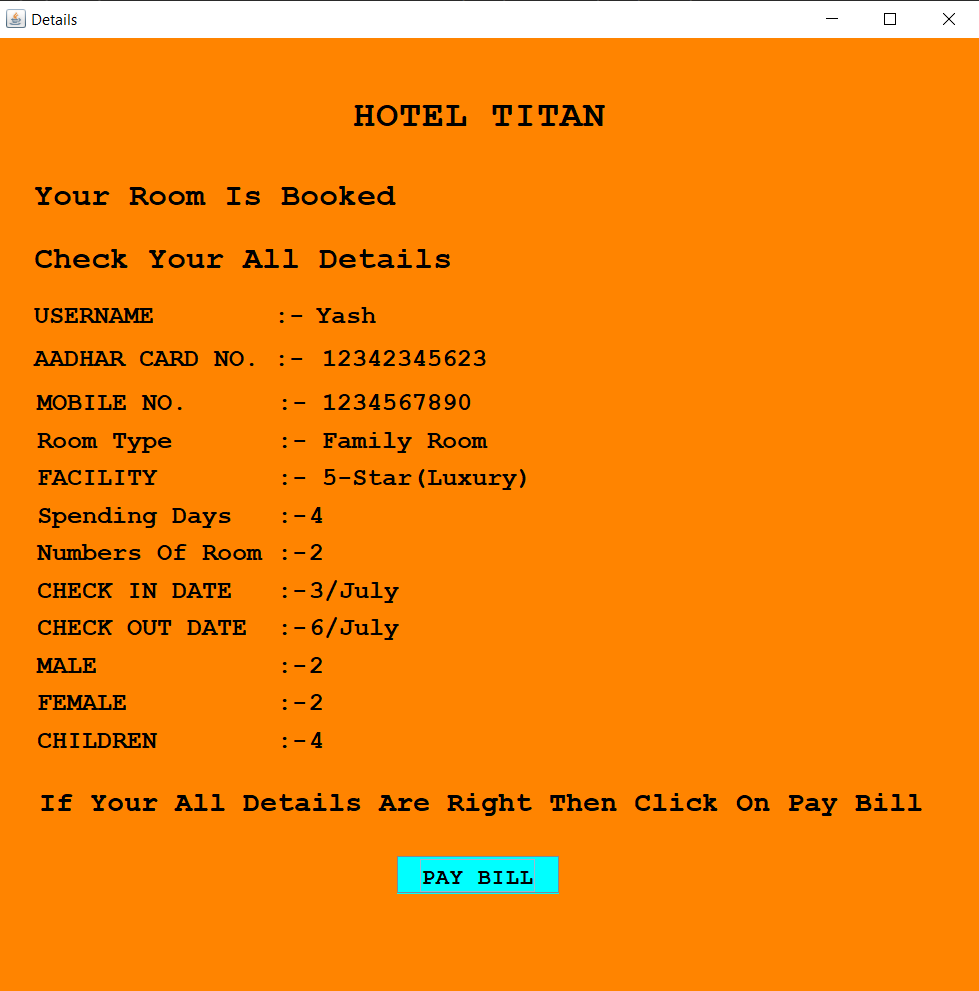 Details
HOTEL TITAN
Your Room Is Booked
Check Your All Details
USERNAME :- Yash
AADHAR CARD NO. :- 12342345623
MOBILE NO. :- 1234567890
Room Type :- Family Room
FACILITY :- 5-Star(Luxury)
Spending Days :-4
Numbers Of Room :-2
CHECK IN DATE :-3/July
CHECK OUT DATE :-6/July
MALE :-2
FEMALE :-2
CHILDREN :-4
If Your All Details Are Right Then Click On Pay Bill
PAY BILL